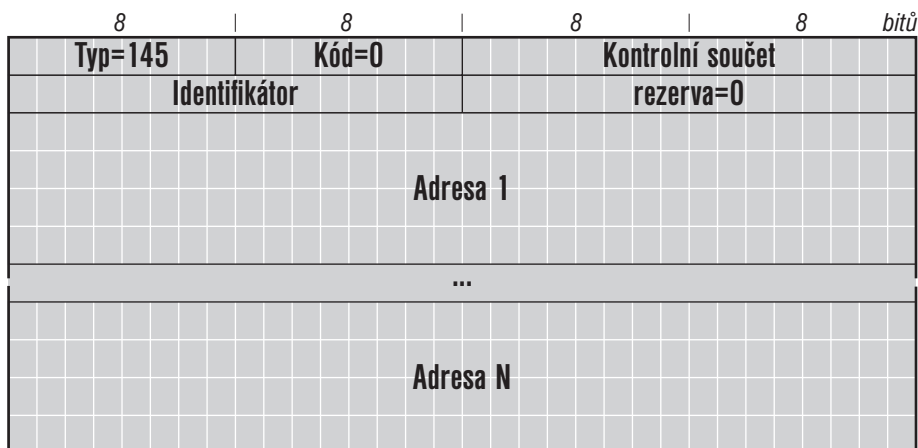 8 8 8 8 bitů
Typ=145 Kód=0 Kontrolní součet
Identifikátor rezerva=0
Adresa 1
...
Adresa N